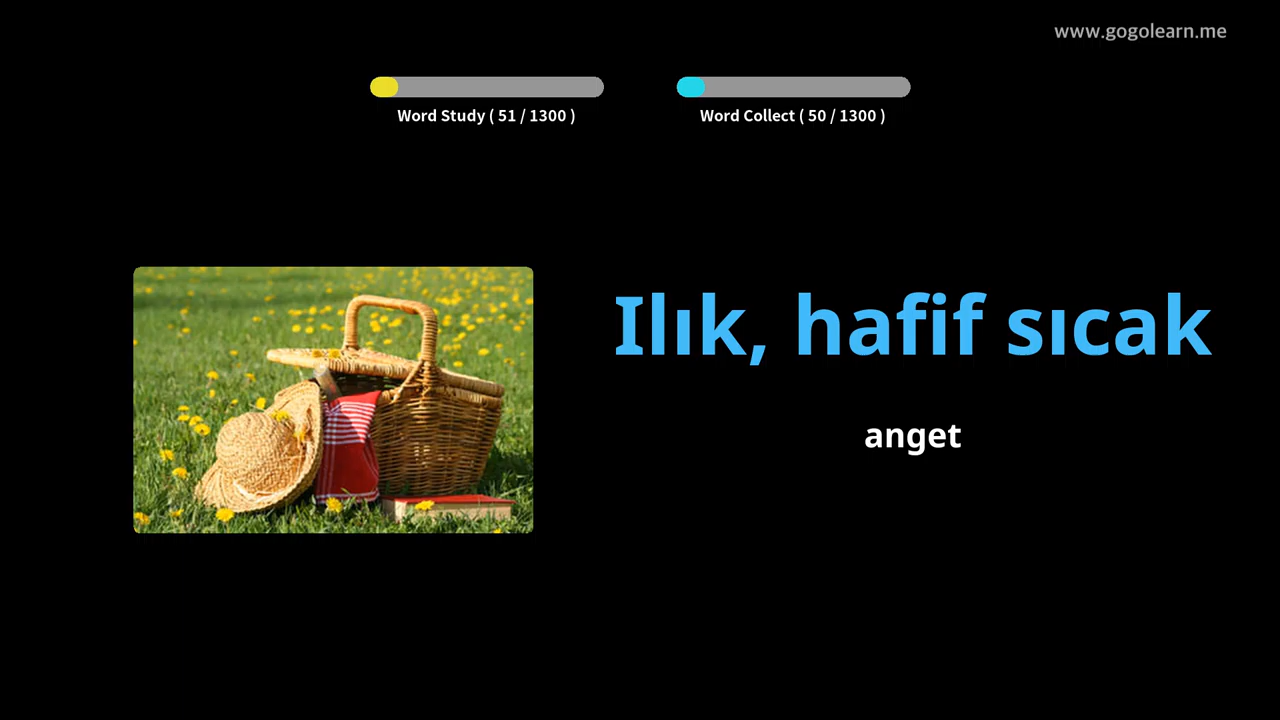 www.gogolearn.me
Word Study ( 51 / 1300 )
Word Collect ( 50 / 1300 )
Ilık, hafif sıcak
anget